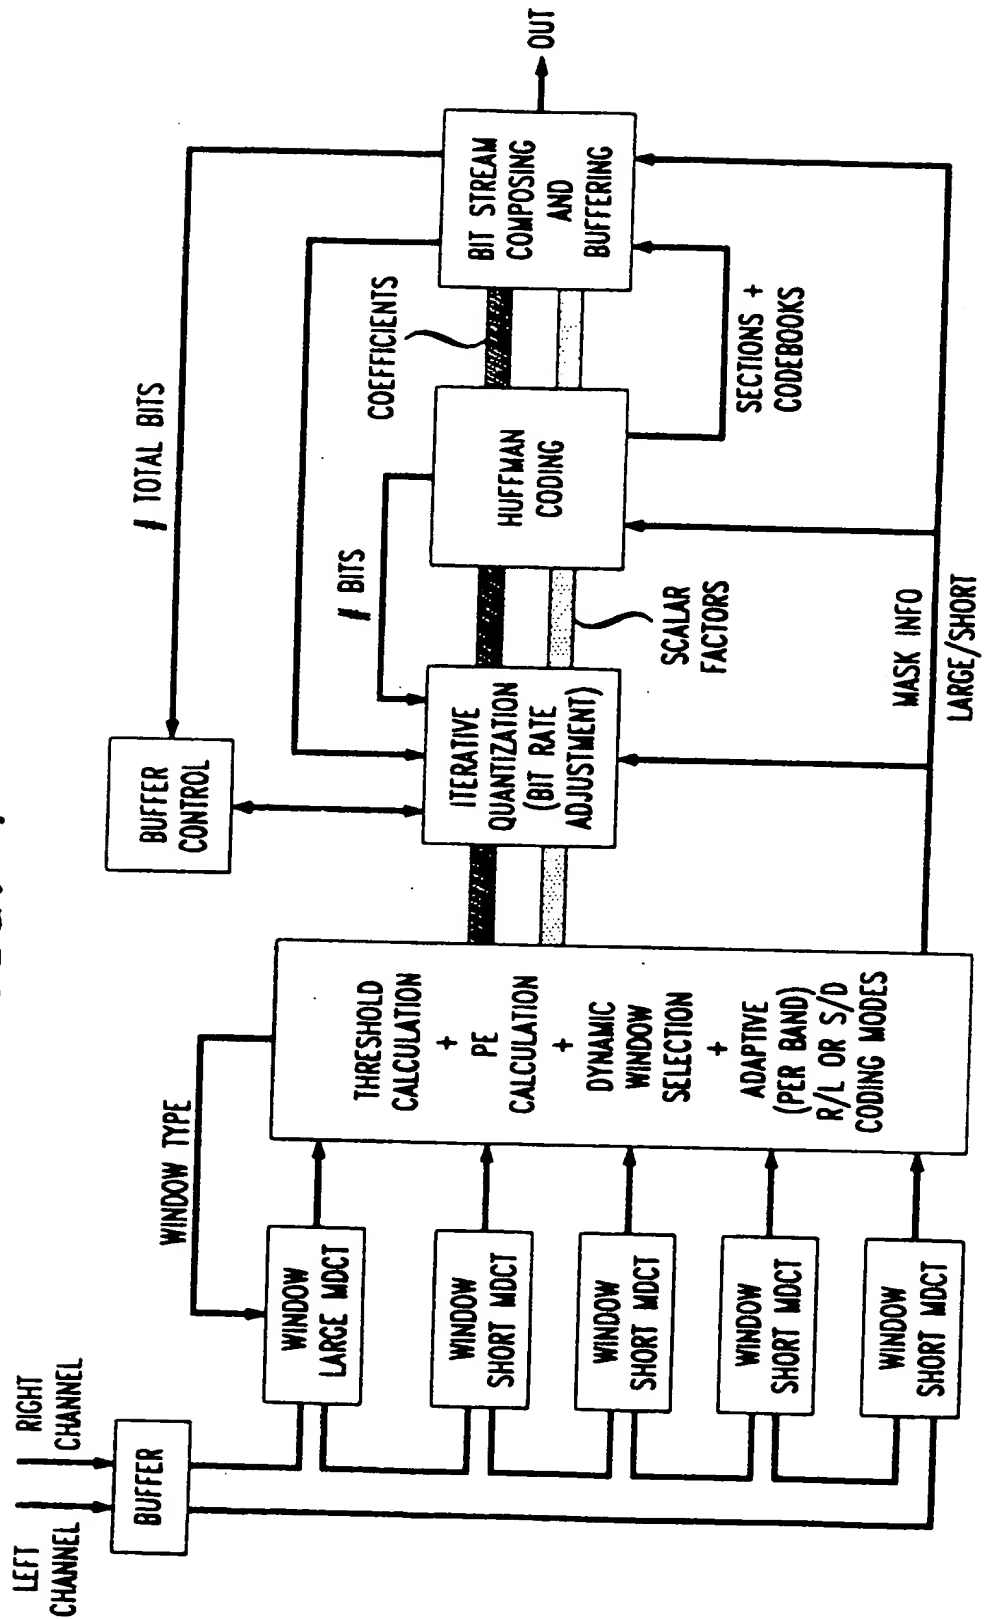 LEFT
CHANNEL
RIGHT
CHANNEL
BUFFER
WINDOW
LARGE MDCT
WINDOW
SHORT MDCT
WINDOW
SHORT MDCT
WINDOW
SHORT MDCT
WINDOW
SHORT MDCT
WINDOW TYPE
THRESHOLD
CALCULATION
+
PE
CALCULATION
+
DYNAMIC
WINDOW
SELECTION
+
ADAPTIVE
(PER BAND)
R/L OR S/D
CODING MODES
BUFFER
CONTROL
ITERATIVE
QUANTIZATION
(BIT RATE
ADJUSTMENT)
# BITS
# TOTAL BITS
SCALAR
FACTORS
MASK INFO
LARGE/SHORT
HUFFMAN
CODING
COEFFICIENTS
SECTIONS +
CODEBOOKS
BIT STREAM
COMPOSING
AND
BUFFERING
OUT